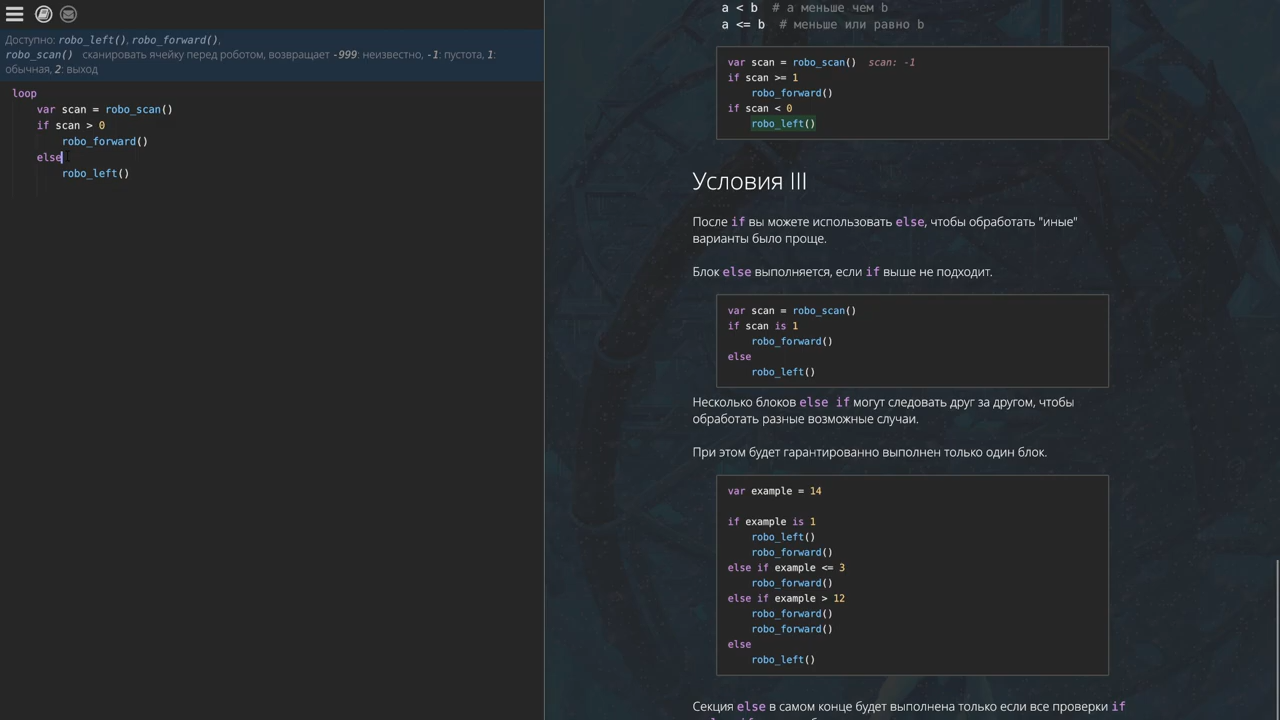 Доступно: robo_left(), robo_forward(),
robo_scan() сканировать ячейку перед роботом, возвращает -999: неизвестно, -1: пустота, 1:
обычная, 2: выход
loop
var scan = robo_scan()
if scan > 0
robo_forward()
else
robo_left()
a < b # a меньше чем b
a <= b # меньше или равно b
var scan = robo_scan() scan: -1
if scan >= 1
robo_forward()
if scan < 0
robo_left()
Условия III
После if вы можете использовать else, чтобы обработать "иные"
варианты было проще.
Блок else выполняется, если if выше не подходит.
var scan = robo_scan()
if scan is 1
robo_forward()
else
robo_left()
Несколько блоков else if могут следовать друг за другом, чтобы
обработать разные возможные случаи.
При этом будет гарантированно выполнен только один блок.
var example = 14
if example is 1
robo_left()
robo_forward()
else if example <= 3
robo_forward()
else if example > 12
robo_forward()
robo_forward()
else
robo_left()
Секция else в самом конце будет выполнена только если все проверки if